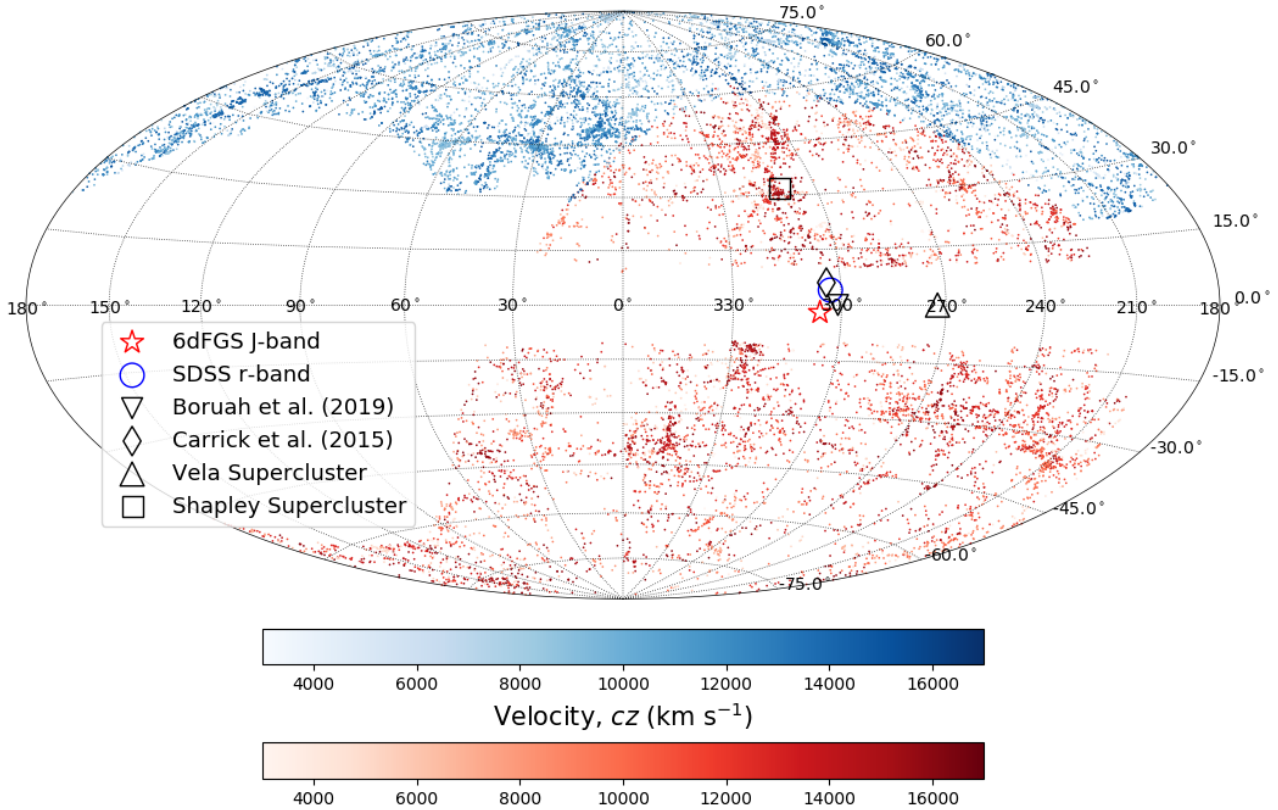 75.0°
60.0°
45.0°
30.0°
15.0°
180° 150° 120° 90° 60° 30° 0° 330° 300° 270° 240° 210° 180° 0.0°
-15.0°
-30.0°
-45.0°
-60.0°
-75.0°
6dFGS J-band
SDSS r-band
Boruah et al. (2019)
Carrick et al. (2015)
Vela Supercluster
Shapley Supercluster
4000 6000 8000 10000 12000 14000 16000
Velocity, cz (km s⁻¹)
4000 6000 8000 10000 12000 14000 16000